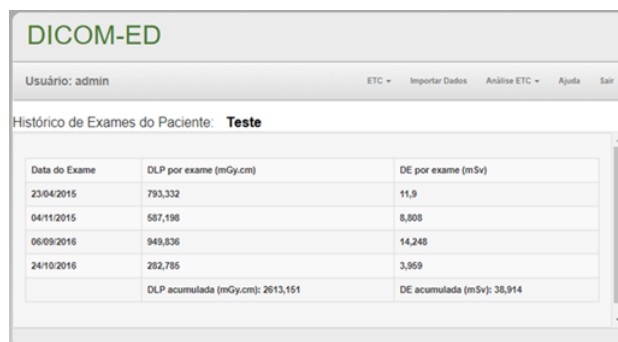 DICOM-ED
Usuário: admin ETC Importar Dados Análise ETC Ajuda Sair
Histórico de Exames do Paciente: Teste
Data do Exame DLP por exame (mGy.cm) DE por exame (mSv)
23/04/2015 793,332 11,9
04/11/2015 587,198 8,808
06/09/2016 949,836 14,248
24/10/2016 282,785 3,959
DLP acumulada (mGy.cm): 2613,151 DE acumulada (mSv): 38,914